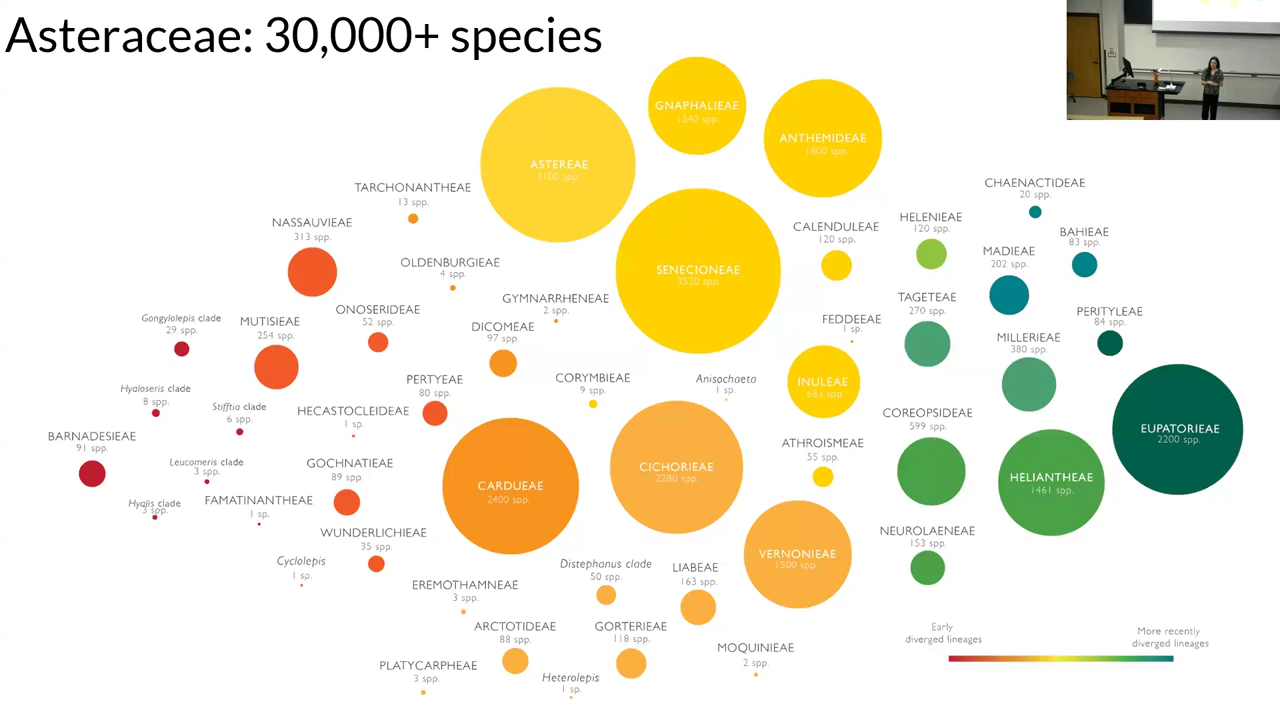 Asteraceae: 30,000+ species
GNAPHALIEAE
1240 spp.
ANTHEMIDEAE
1800 spp.
ASTEREAE
3100 spp.
TARCHONANTHEAE
13 spp.
CHAENACTIDEAE
20 spp.
NASSAUVIEAE
313 spp.
CALENDULEAE
120 spp.
HELENIEAE
120 spp.
BAHIEAE
83 spp.
MADIEAE
202 spp.
OLDENBURGIEAE
4 spp.
SENECIONEAE
3520 spp.
GYMNARRHENEAE
2 spp.
TAGETEAE
270 spp.
ONOSERIDEAE
52 spp.
Gongylolepis clade
29 spp.
MUTISIEAE
254 spp.
DICOMEAE
97 spp.
FEDDEEAE
1 sp.
PERITYLEAE
84 spp.
MILLERIEAE
380 spp.
PERTYEAE
80 spp.
CORYMBIEAE
9 spp.
Anisochaeta
1 sp.
INULEAE
683 spp.
Hyaloseris clade
8 spp.
Stifftia clade
6 spp.
HECASTOCLEIDEAE
1 sp.
COREOPSIDEAE
599 spp.
EUPATORIEAE
2200 spp.
BARNADESIEAE
91 spp.
Leucomeris clade
3 spp.
GOCHNATIEAE
89 spp.
CARDUEAE
2400 spp.
CICHORIEAE
2280 spp.
ATHROISMEAE
55 spp.
HELIANTHEAE
1461 spp.
Hyalis clade
3 spp.
FAMATINANTHEAE
1 sp.
WUNDERLICHIEAE
35 spp.
NEUROLAENEAE
153 spp.
VERNONIEAE
1500 spp.
Cyclolepis
1 sp.
Distephanus clade
50 spp.
LIABEAE
163 spp.
EREMOTHAMNEAE
3 spp.
ARCTOTIDEAE
88 spp.
GORTERIEAE
118 spp.
MOQUINIEAE
2 spp.
PLATYCARPHEAE
3 spp.
Heterolepis
1 sp.
Early
diverged lineages
More recently
diverged lineages